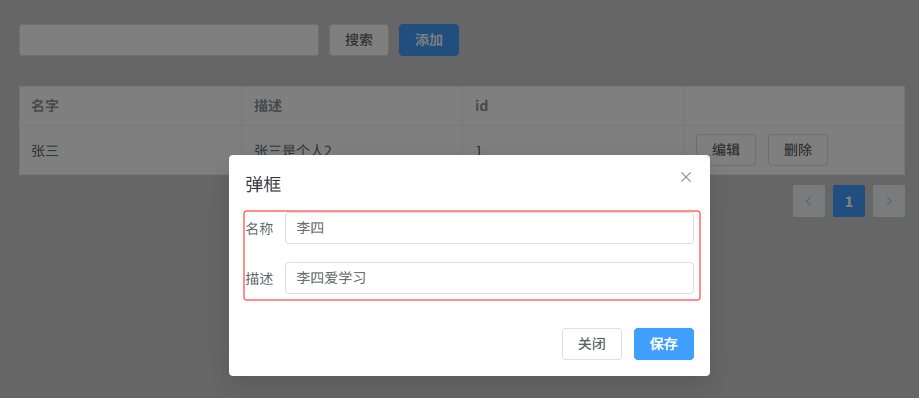 搜索 添加
名字 描述 id
张三 张三是个人2 1 编辑 删除
弹框
名称 李四
描述 李四爱学习
关闭 保存
1